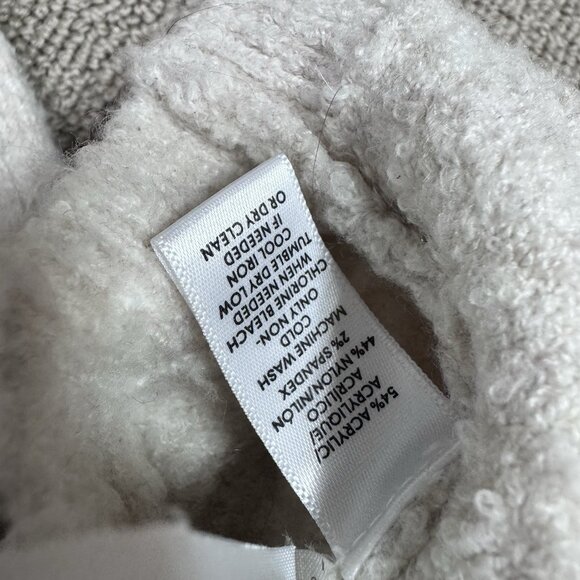 54% ACRYLIC/
ACRYLIQUE/
ACRILICO
44% NYLON/NILÓN
2% SPANDEX
MACHINE WASH
COLD
ONLY NON-
CHLORINE BLEACH
WHEN NEEDED
TUMBLE DRY LOW
COOL IRON
IF NEEDED
OR DRY CLEAN